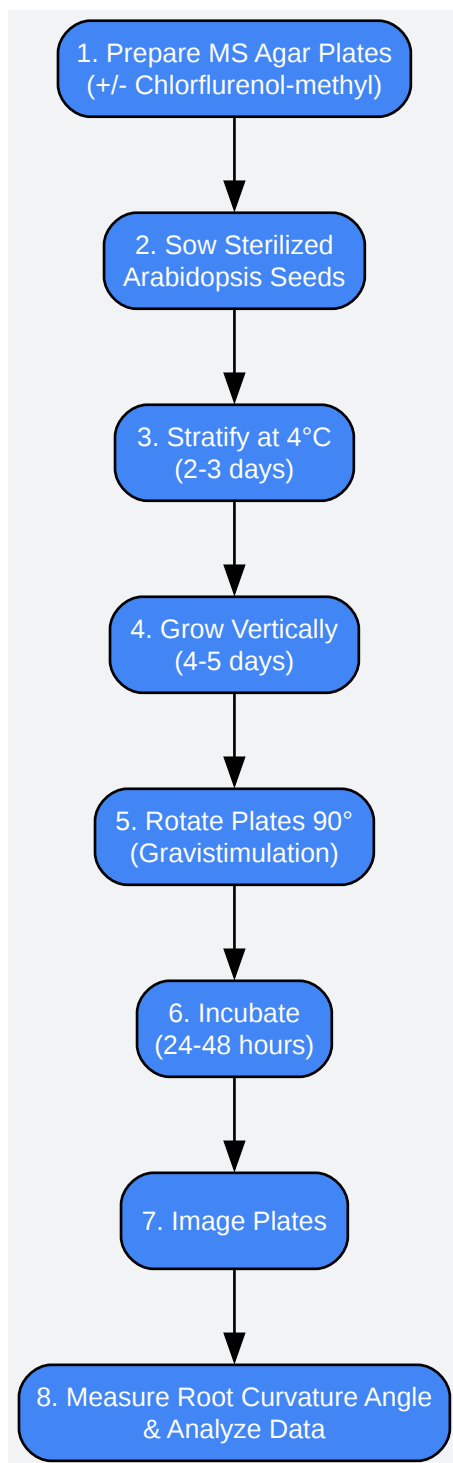 1. Prepare MS Agar Plates
(+/- Chlorflurenol-methyl)
2. Sow Sterilized
Arabidopsis Seeds
3. Stratify at 4°C
(2-3 days)
4. Grow Vertically
(4-5 days)
5. Rotate Plates 90°
(Gravistimulation)
6. Incubate
(24-48 hours)
7. Image Plates
8. Measure Root Curvature Angle
& Analyze Data